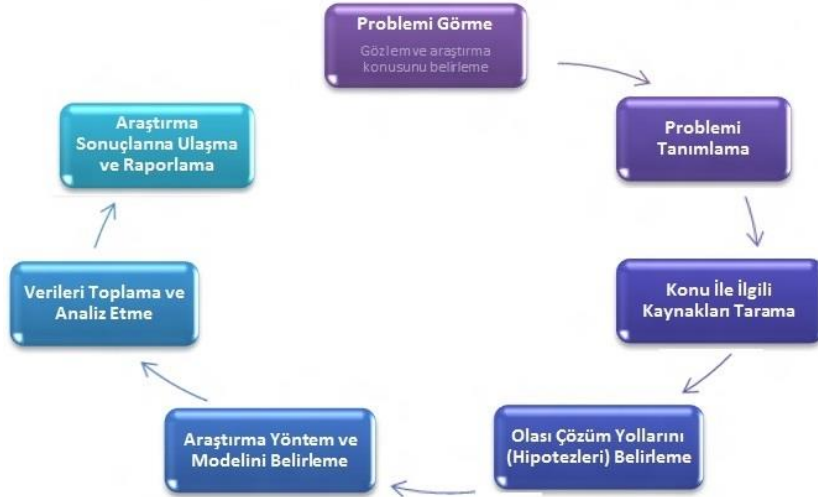 Problemi Görme
Gözlem ve araştırma
konusunu belirleme
Problemi
Tanımlama
Konu İle İlgili
Kaynakları Tarama
Olası Çözüm Yollarını
(Hipotezleri) Belirleme
Araştırma Yöntem ve
Modelini Belirleme
Verileri Toplama ve
Analiz Etme
Araştırma
Sonuçlarına Ulaşma
ve Raporlama